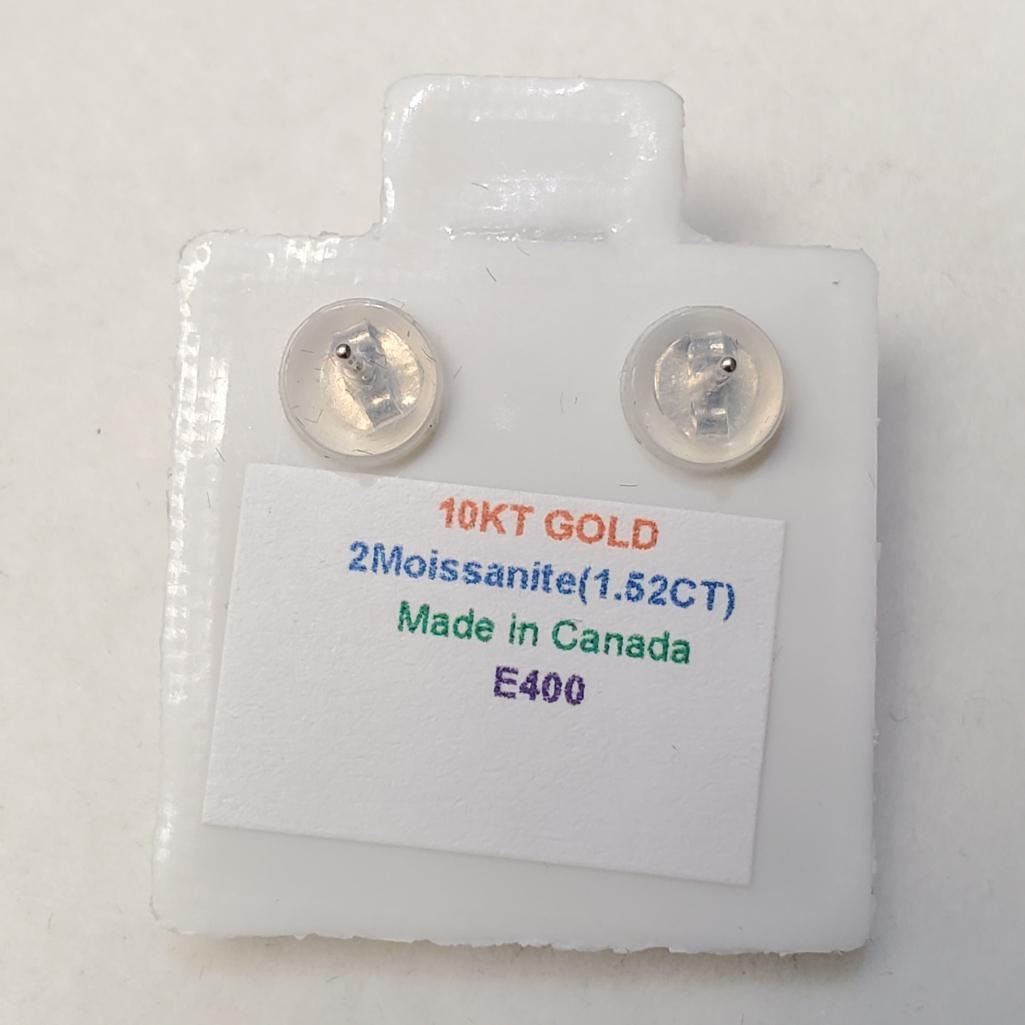 10KT GOLD
2Moissanite(1.52CT)
Made in Canada
E400